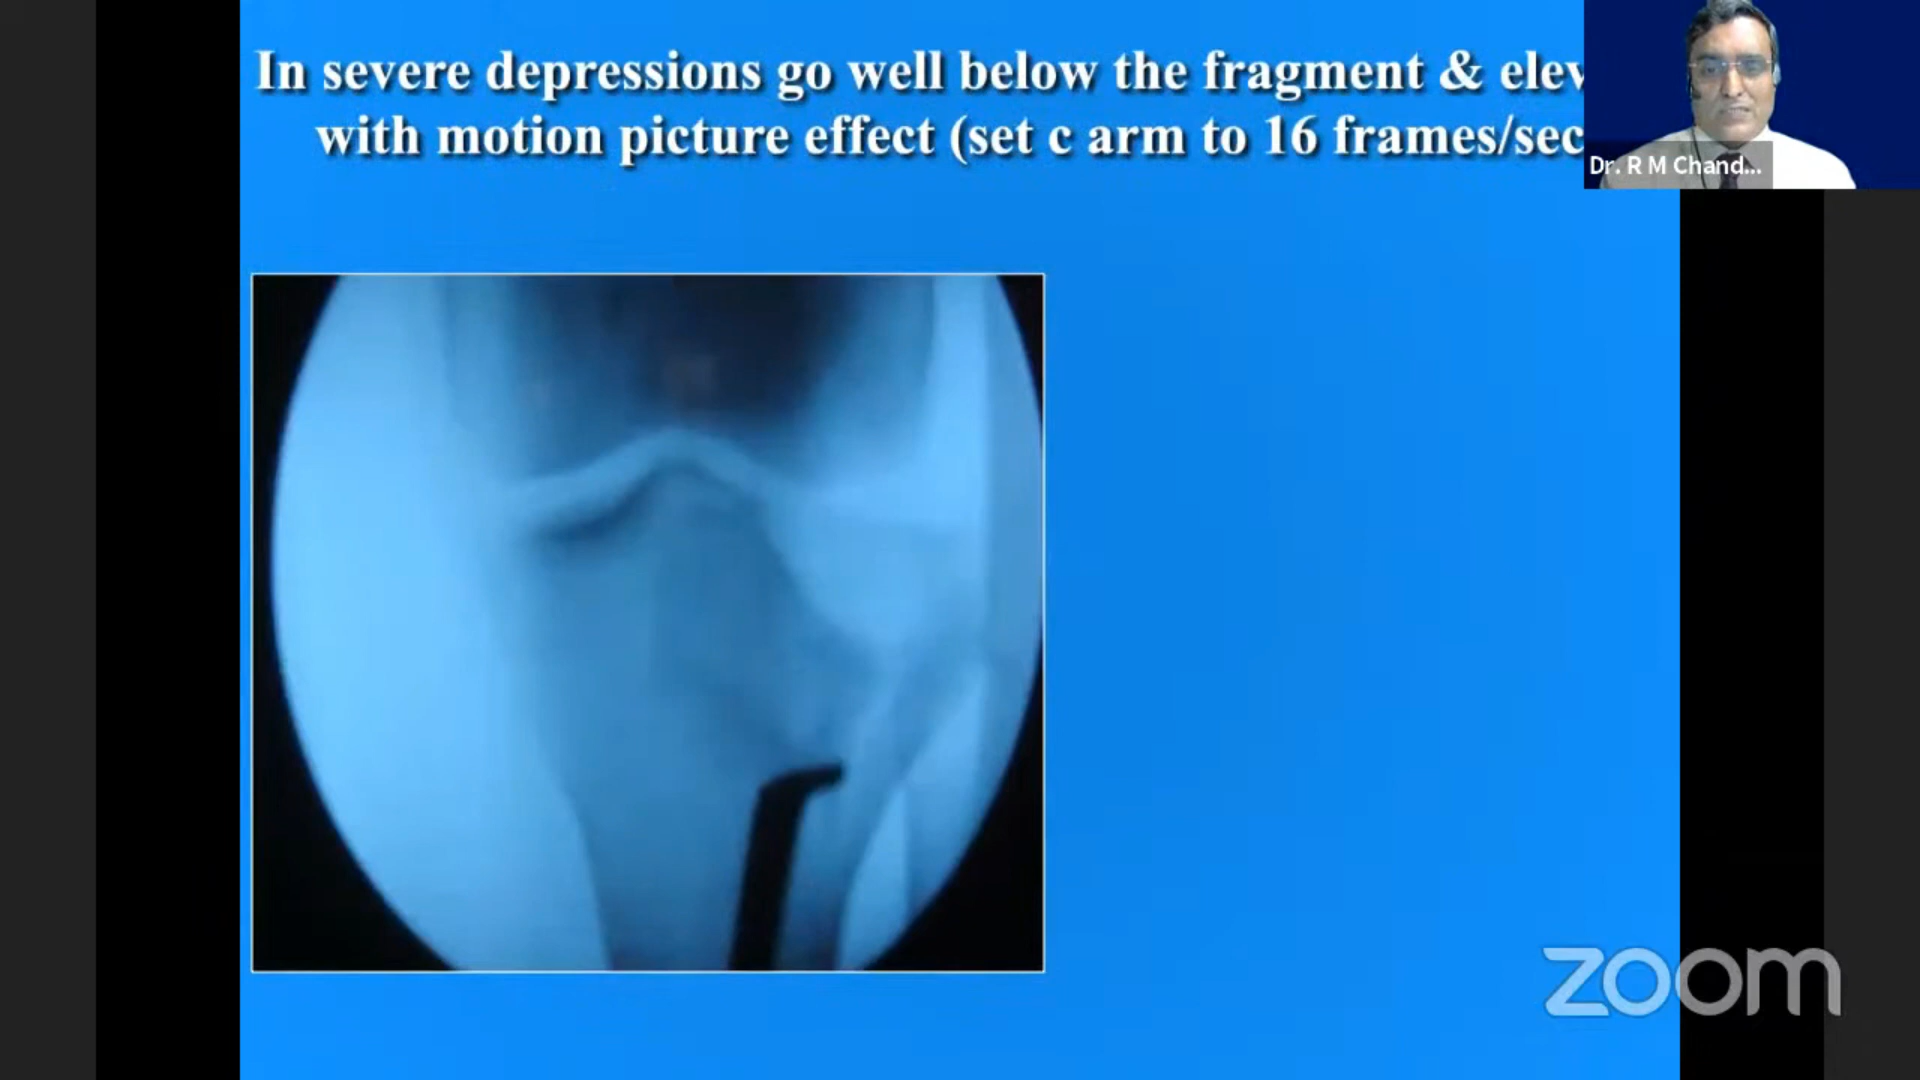 In severe depressions go well below the fragment & elev
with motion picture effect (set c arm to 16 frames/sec
Dr. R M Chand...
zoom